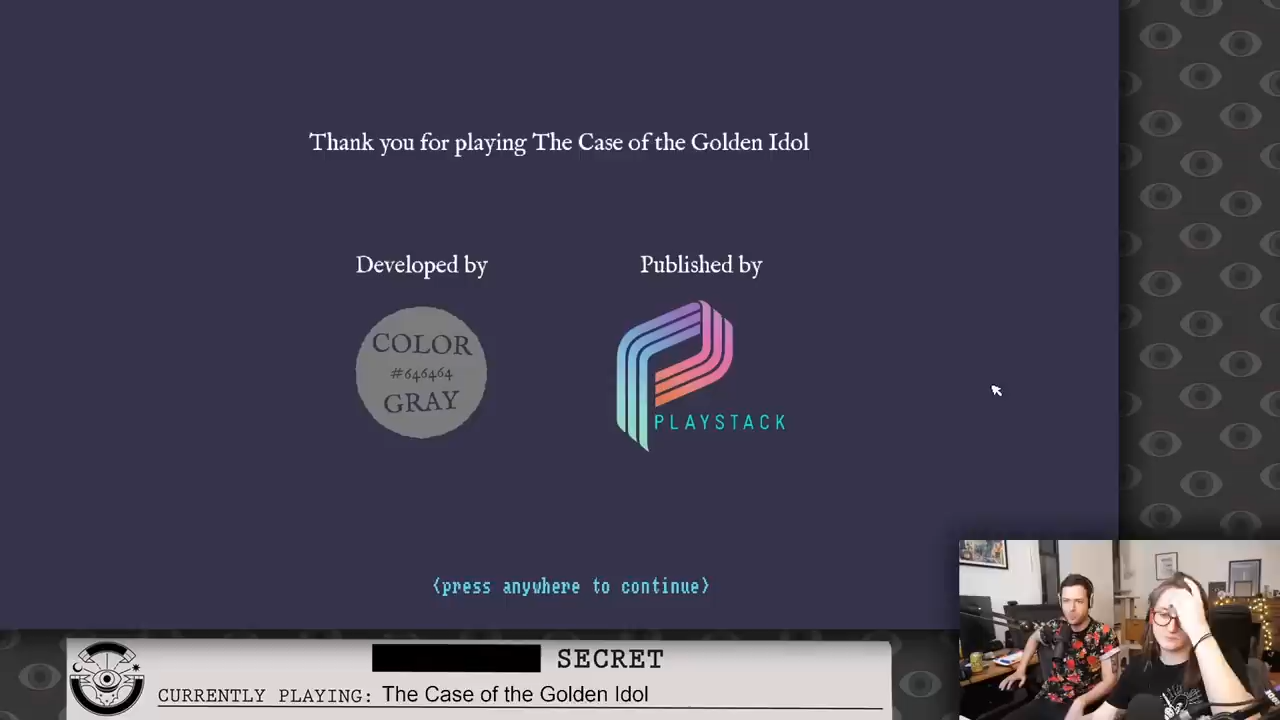 Thank you for playing The Case of the Golden Idol
Developed by
Published by
COLOR
#646464
GRAY
PLAYSTACK
{press anywhere to continue}
SECRET
CURRENTLY PLAYING: The Case of the Golden Idol